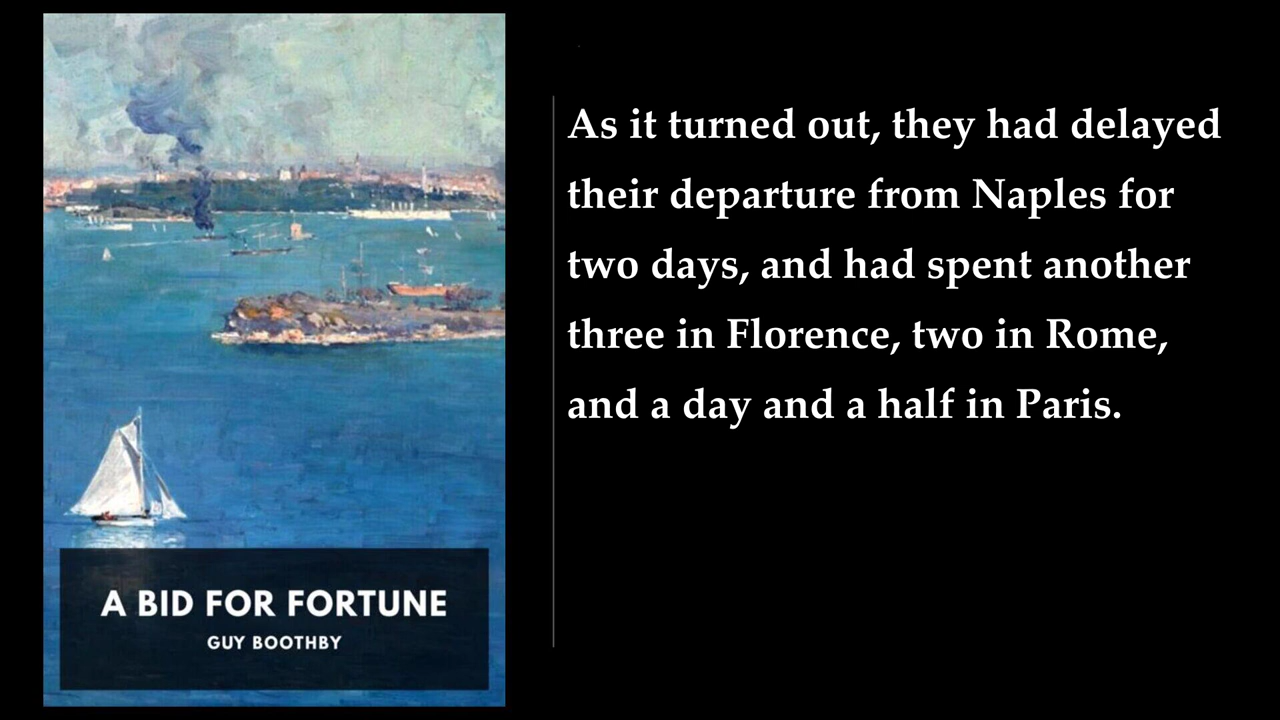 A BID FOR FORTUNE
GUY BOOTHBY
As it turned out, they had delayed
their departure from Naples for
two days, and had spent another
three in Florence, two in Rome,
and a day and a half in Paris.